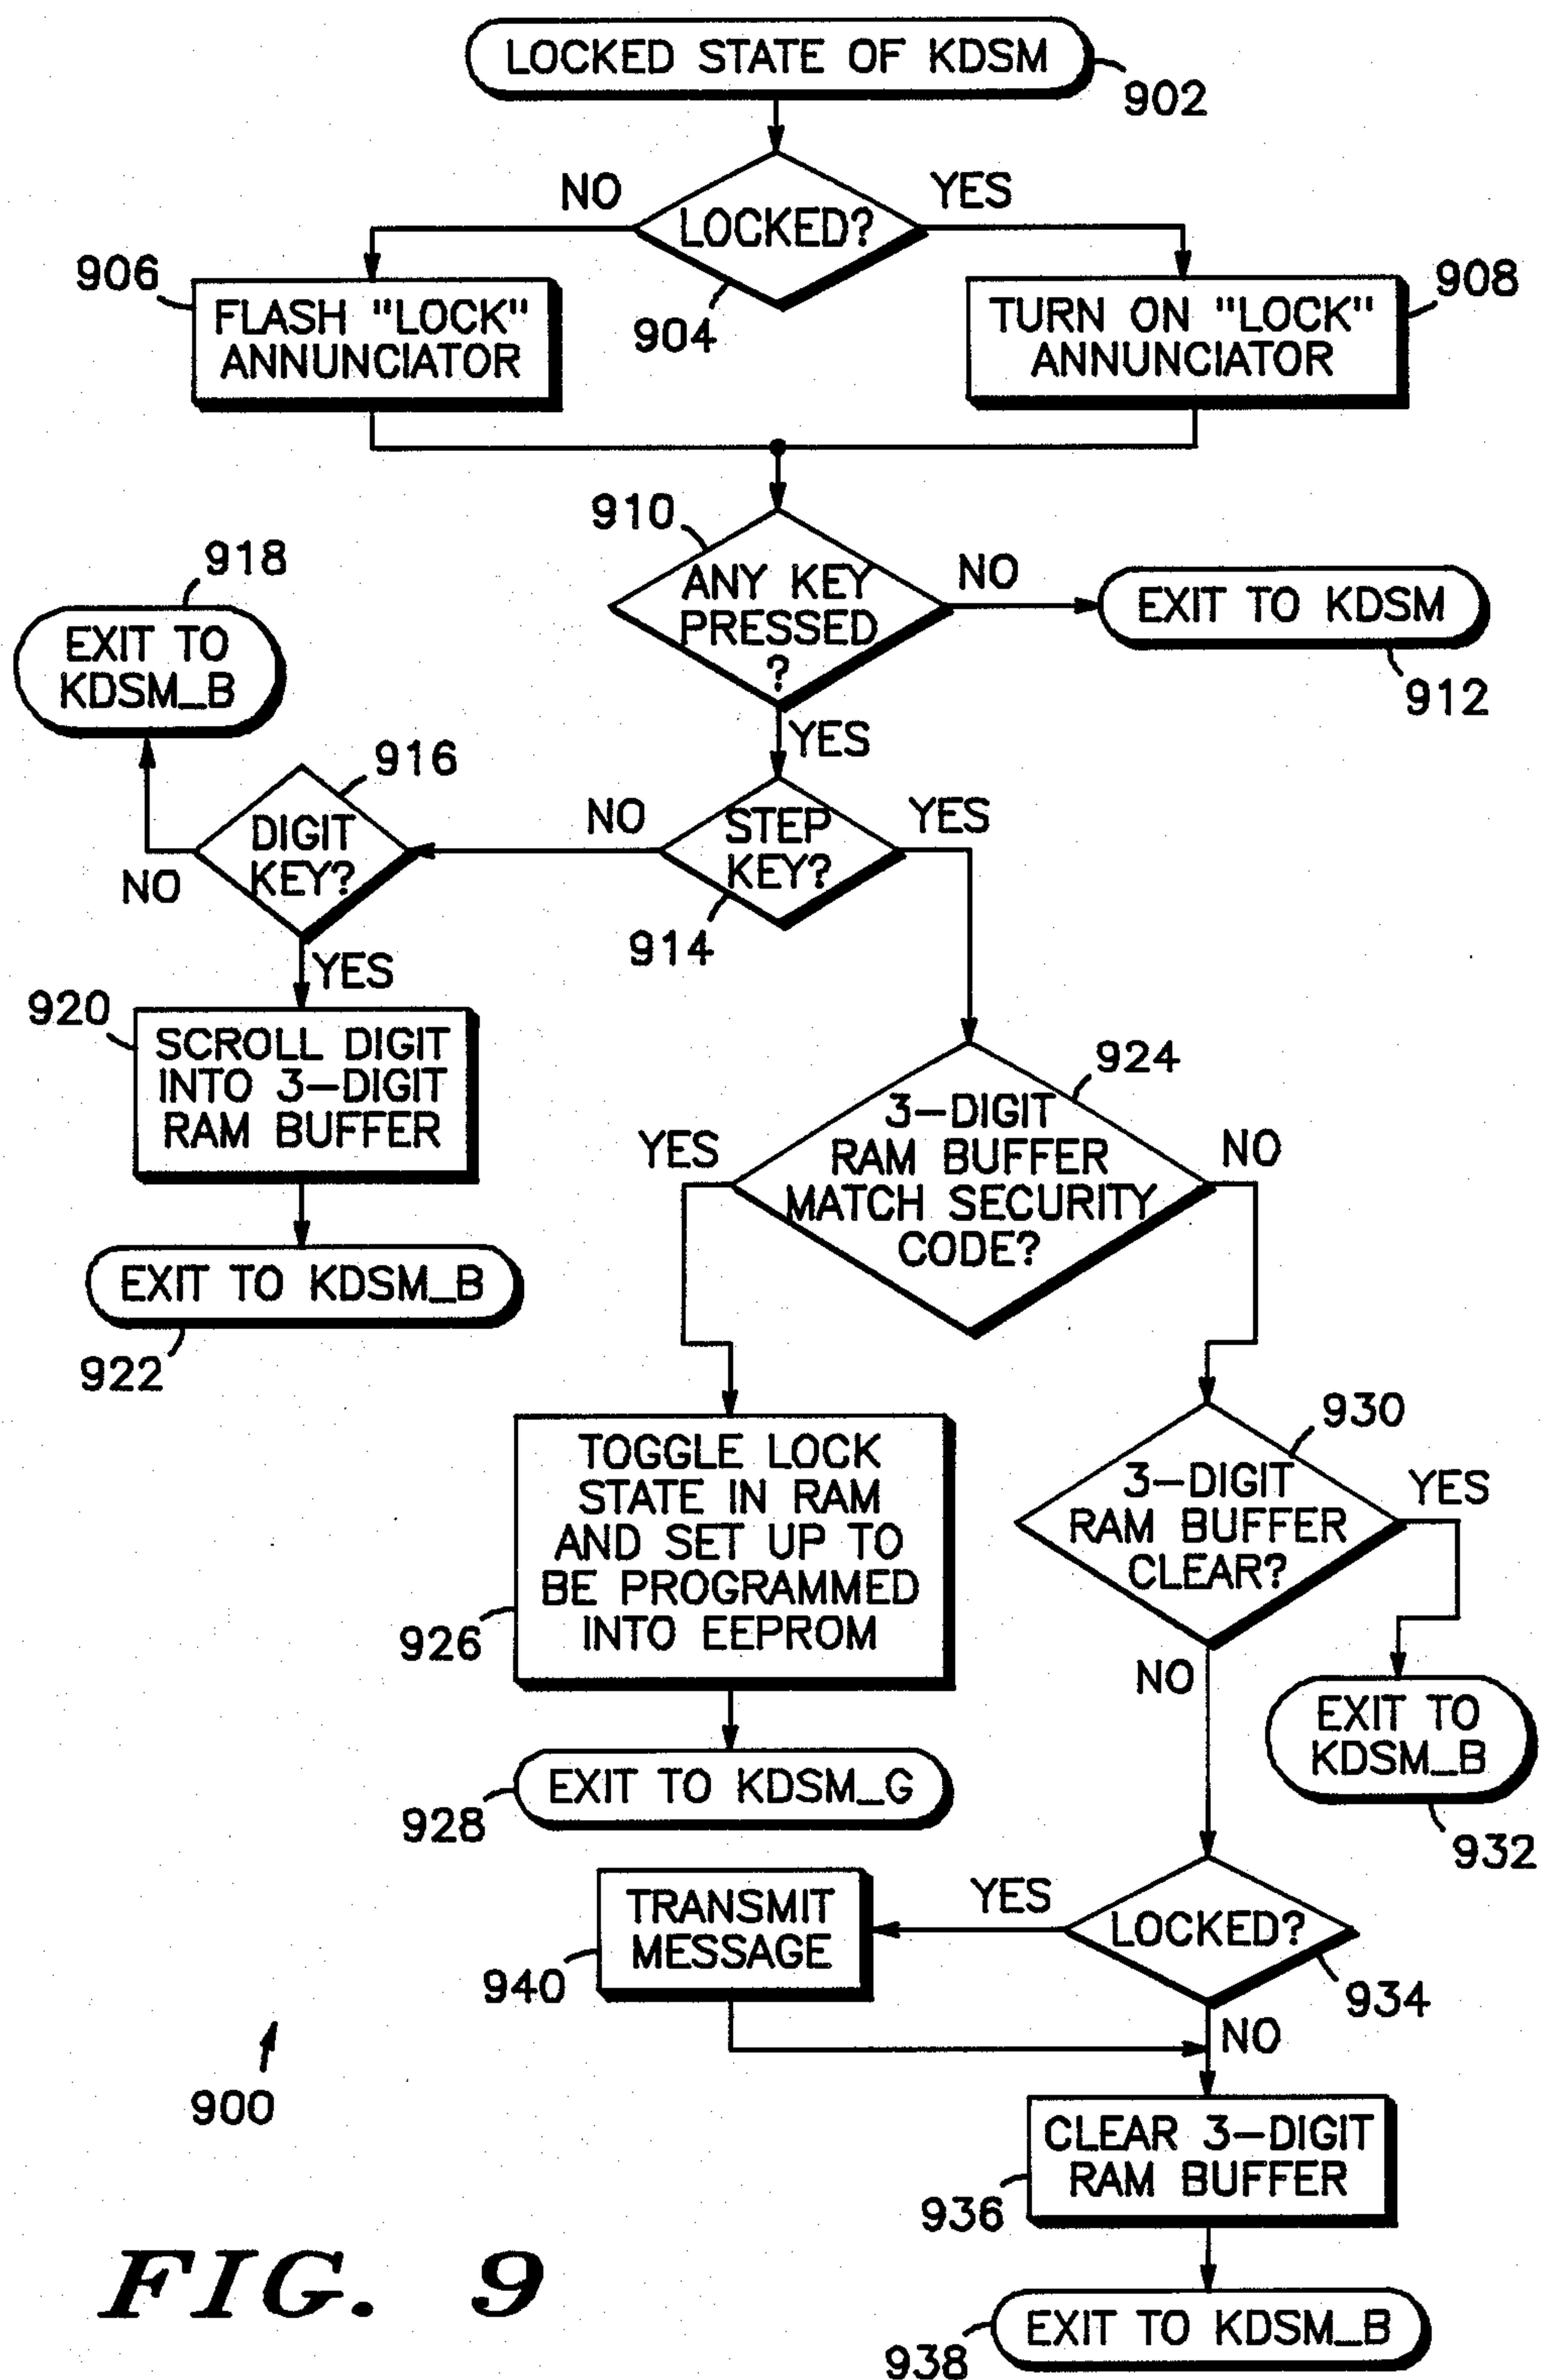 LOCKED STATE OF KDSM
902
NO
YES
LOCKED?
906
908
FLASH "LOCK"
ANNUNCIATOR
904
TURN ON "LOCK"
ANNUNCIATOR
910
918
ANY KEY
PRESSED
?
NO
EXIT TO KDSM
912
EXIT TO
KDSM_B
YES
916
DIGIT
KEY?
NO
NO
STEP
KEY?
YES
914
YES
920
SCROLL DIGIT
INTO 3-DIGIT
RAM BUFFER
924
3-DIGIT
RAM BUFFER
MATCH SECURITY
CODE?
YES
NO
EXIT TO KDSM_B
922
930
TOGGLE LOCK
STATE IN RAM
AND SET UP TO
BE PROGRAMMED
INTO EEPROM
926
3-DIGIT
RAM BUFFER
CLEAR?
YES
NO
EXIT TO
KDSM_B
932
EXIT TO KDSM_G
928
TRANSMIT
MESSAGE
940
YES
LOCKED?
934
NO
900
CLEAR 3-DIGIT
RAM BUFFER
936
FIG. 9
EXIT TO KDSM_B
938